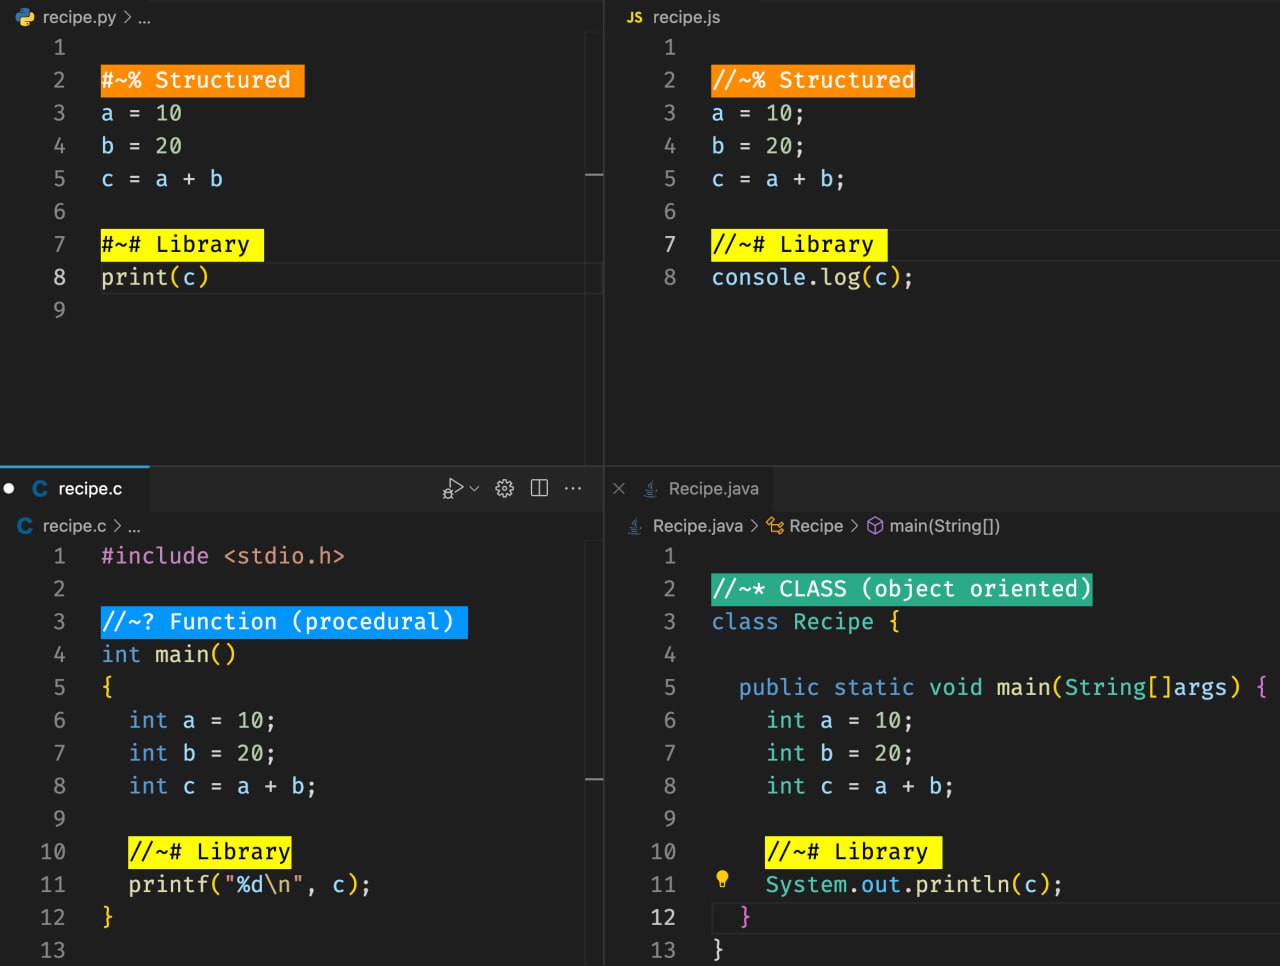 recipe.py > ...
1
2 #~% Structured
3 a = 10
4 b = 20
5 c = a + b
6
7 #~# Library
8 print(c)
9
JS recipe.js
1
2 //~% Structured
3 a = 10;
4 b = 20;
5 c = a + b;
6
7 //~# Library
8 console.log(c);
C recipe.c
C recipe.c > ...
1 #include <stdio.h>
2
3 //~? Function (procedural)
4 int main()
5 {
6 int a = 10;
7 int b = 20;
8 int c = a + b;
9
10 //~# Library
11 printf("%d\n", c);
12 }
13
Recipe.java
Recipe.java > Recipe > main(String[])
1
2 //~* CLASS (object oriented)
3 class Recipe {
4
5 public static void main(String[]args) {
6 int a = 10;
7 int b = 20;
8 int c = a + b;
9
10 //~# Library
11 System.out.println(c);
12 }
13 }